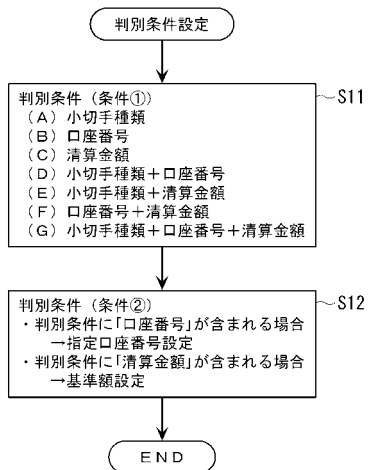 判別条件設定
判別条件（条件①）
（A）小切手種類
（B）口座番号
（C）清算金額
（D）小切手種類＋口座番号
（E）小切手種類＋清算金額
（F）口座番号＋清算金額
（G）小切手種類＋口座番号＋清算金額
S11
判別条件（条件②）
・判別条件に「口座番号」が含まれる場合
→指定口座番号設定
・判別条件に「清算金額」が含まれる場合
→基準額設定
S12
END